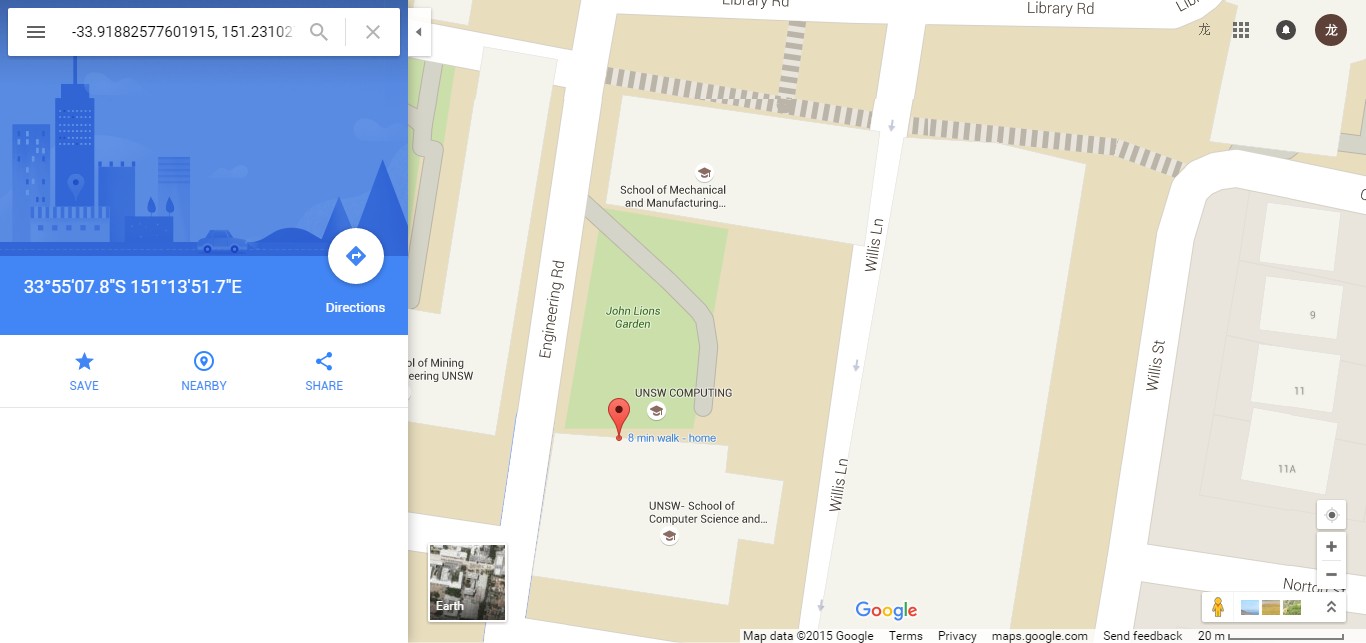 -33.91882577601915, 151.23102
33°55'07.8"S 151°13'51.7"E
Directions
SAVE
NEARBY
SHARE
Library Rd
Library Rd
龙
龙
School of Mechanical
and Manufacturing...
Willis Ln
Engineering Rd
John Lions
Garden
ol of Mining
eering UNSW
UNSW COMPUTING
8 min walk - home
Willis Ln
UNSW- School of
Computer Science and...
Willis St
9
11
11A
Earth
Google
Map data ©2015 Google
Terms
Privacy
maps.google.com
Send feedback
20 m